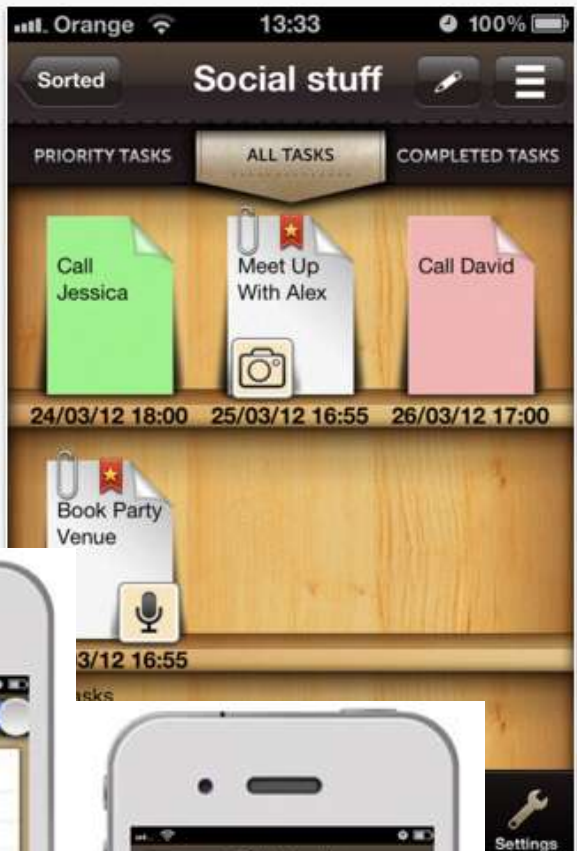 Orange 13:33 100%
Sorted Social stuff
PRIORITY TASKS ALL TASKS COMPLETED TASKS
Call
Jessica
Meet Up
With Alex
Call David
24/03/12 18:00 25/03/12 16:55 26/03/12 17:00
Book Party
Venue
3/12 16:55
asks
Settings